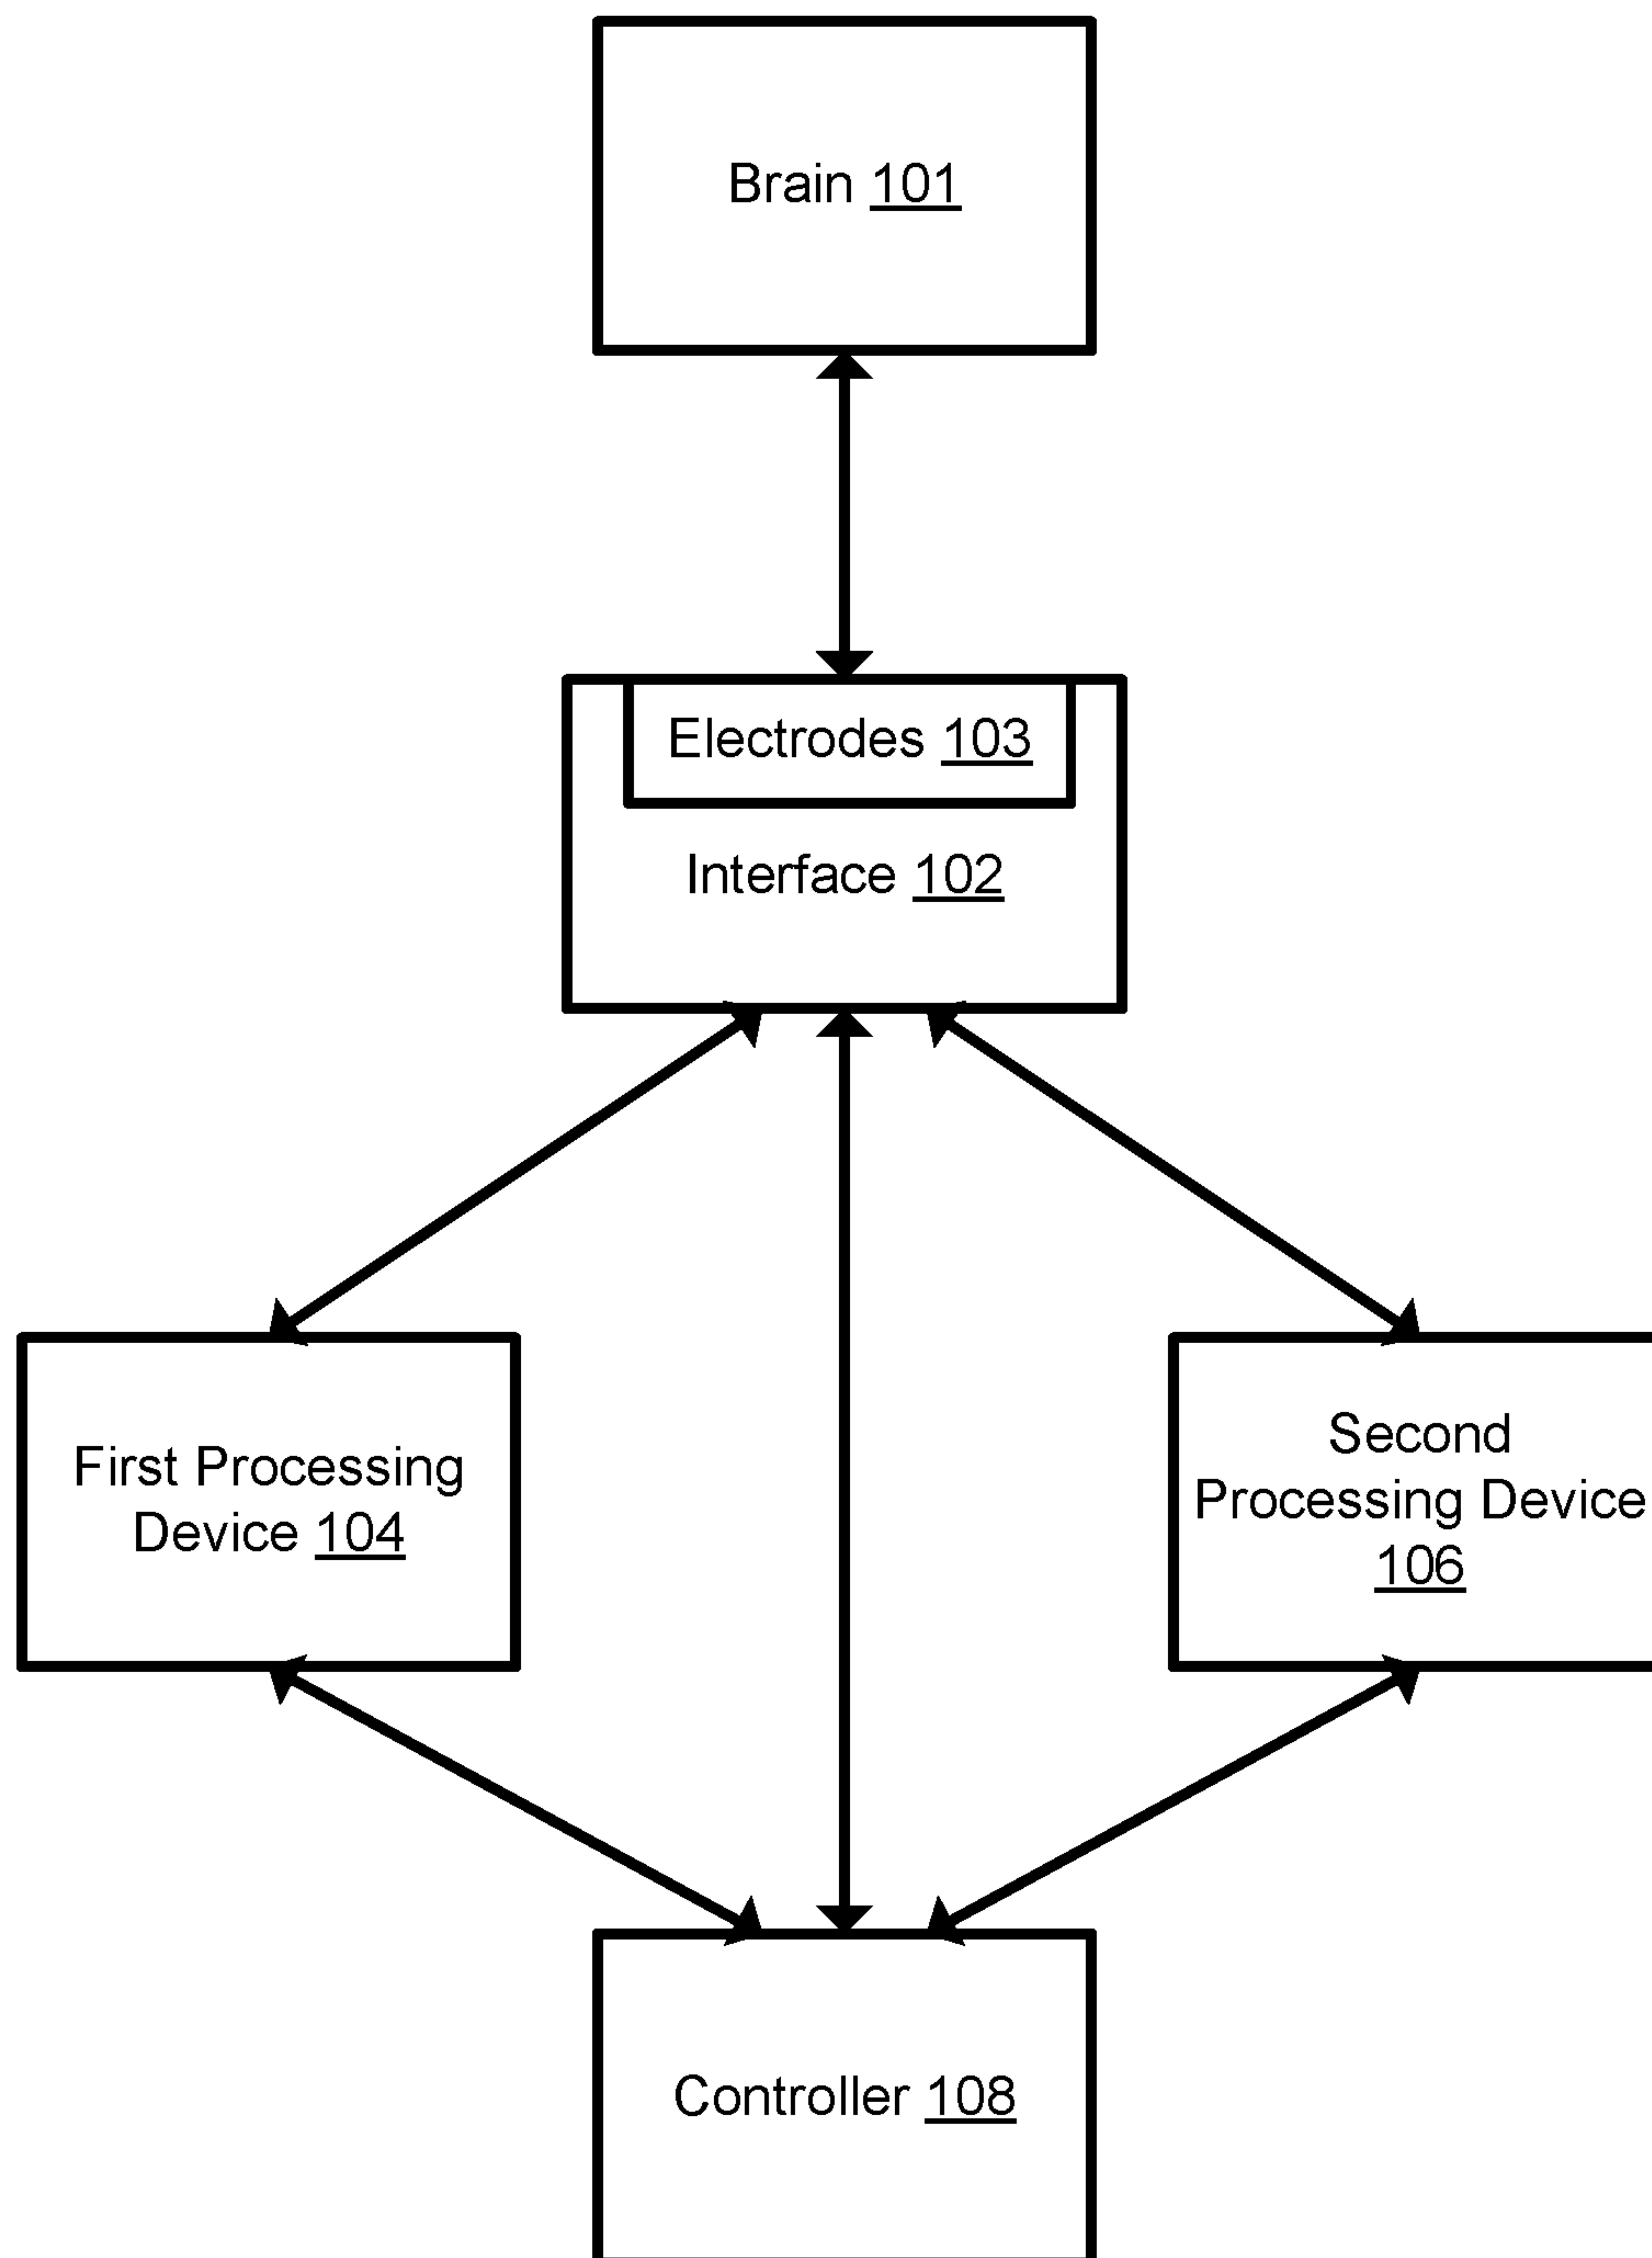 Brain 101
Electrodes 103
Interface 102
First Processing
Device 104
Second
Processing Device
106
Controller 108